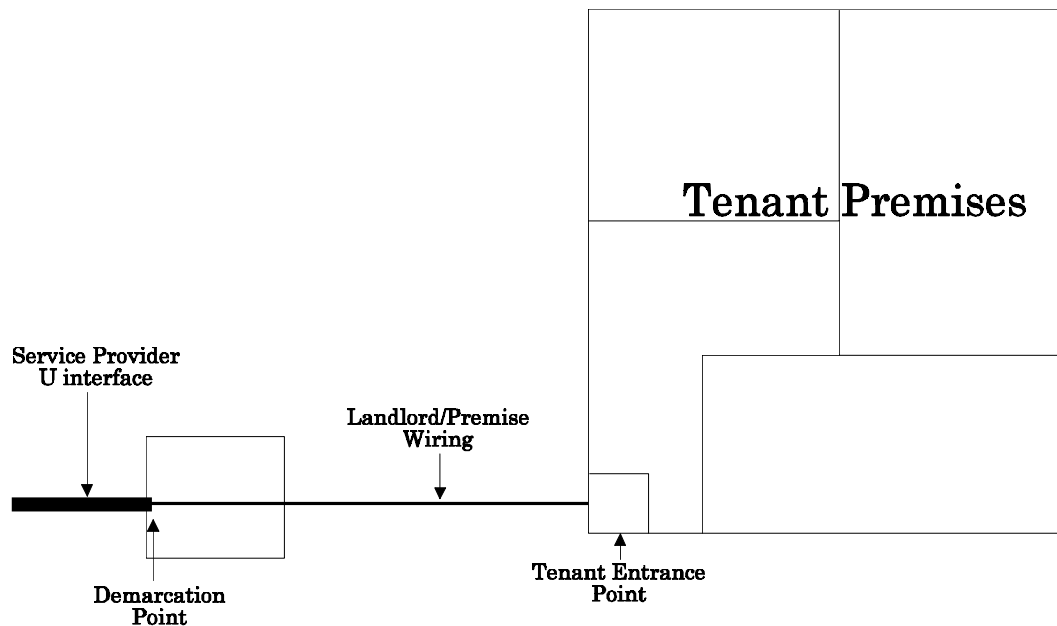 Tenant Premises
Service Provider
U interface
Landlord/Premise
Wiring
Tenant Entrance
Point
Demarcation
Point